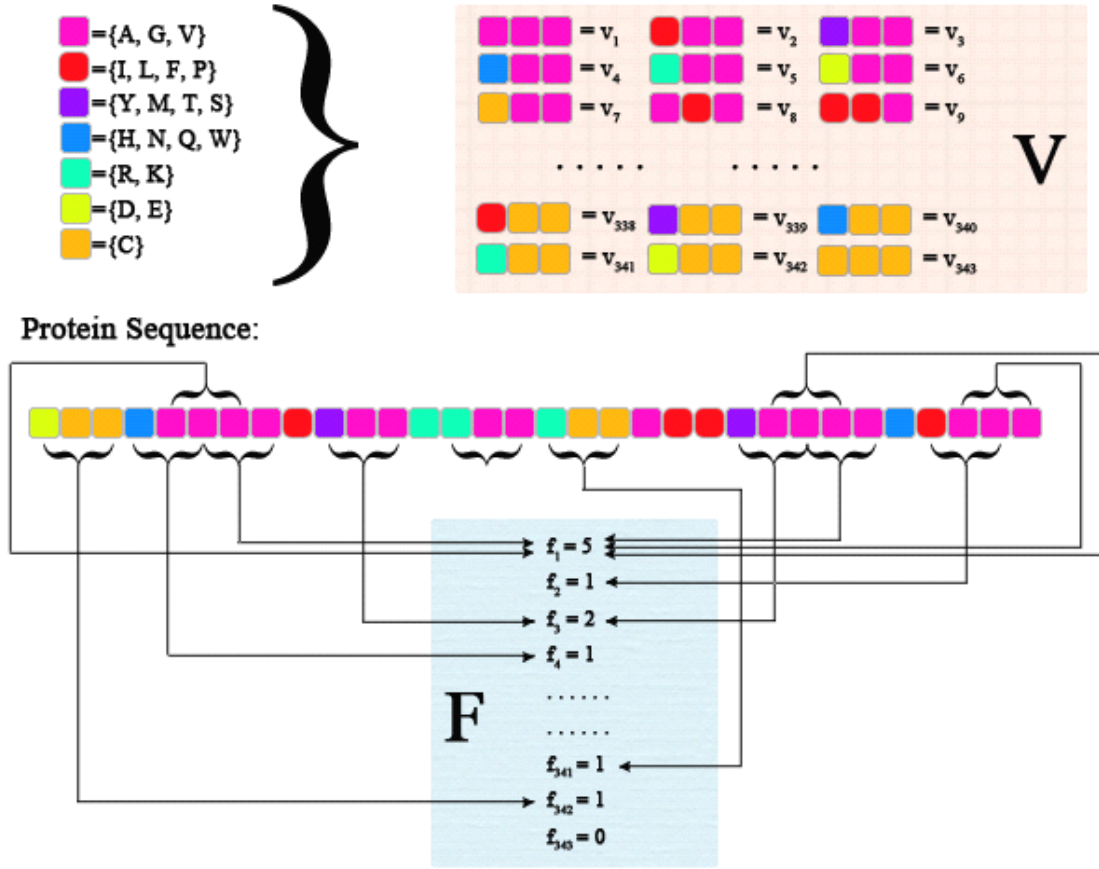 ={A, G, V}
={I, L, F, P}
={Y, M, T, S}
={H, N, Q, W}
={R, K}
={D, E}
={C}
= v1 = v2 = v3
= v4 = v5 = v6
= v7 = v8 = v9
. . . . . . . . . .
= v338 = v339 = v340
= v341 = v342 = v343
V
Protein Sequence:
f1 = 5
f2 = 1
f3 = 2
f4 = 1
. . . . . .
. . . . . .
F
f341 = 1
f342 = 1
f343 = 0